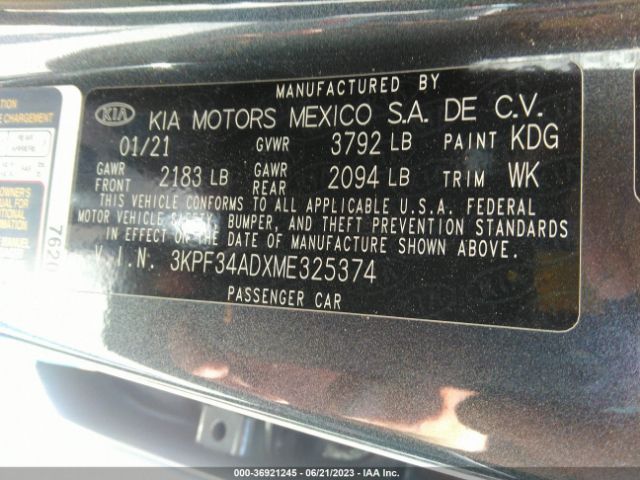 MANUFACTURED BY
KIA KIA MOTORS MEXICO S.A. DE C.V.
01/21 GVWR 3792 LB PAINT KDG
GAWR FRONT 2183 LB GAWR REAR 2094 LB TRIM WK
THIS VEHICLE CONFORMS TO ALL APPLICABLE U.S.A. FEDERAL
MOTOR VEHICLE SAFETY, BUMPER, AND THEFT PREVENTION STANDARDS
IN EFFECT ON THE DATE OF MANUFACTURE SHOWN ABOVE.
V.I.N. 3KPF34ADXME325374
PASSENGER CAR
000-36921245 - 06/21/2023 - IAA Inc.